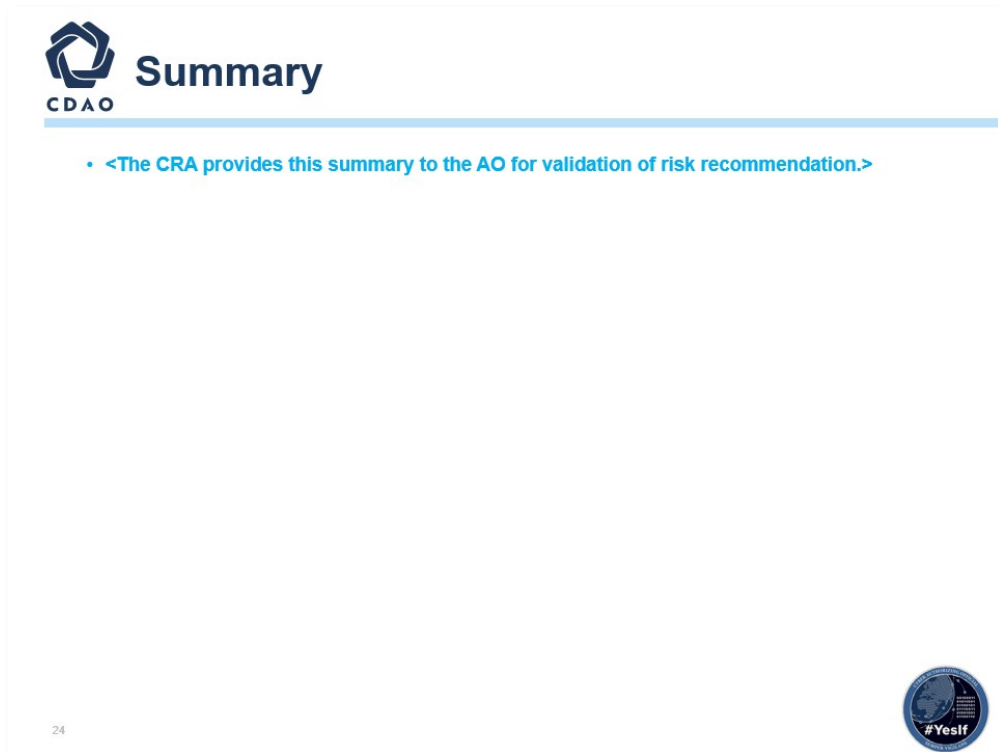 CDAO
Summary
• <The CRA provides this summary to the AO for validation of risk recommendation.>
24
#YesIf